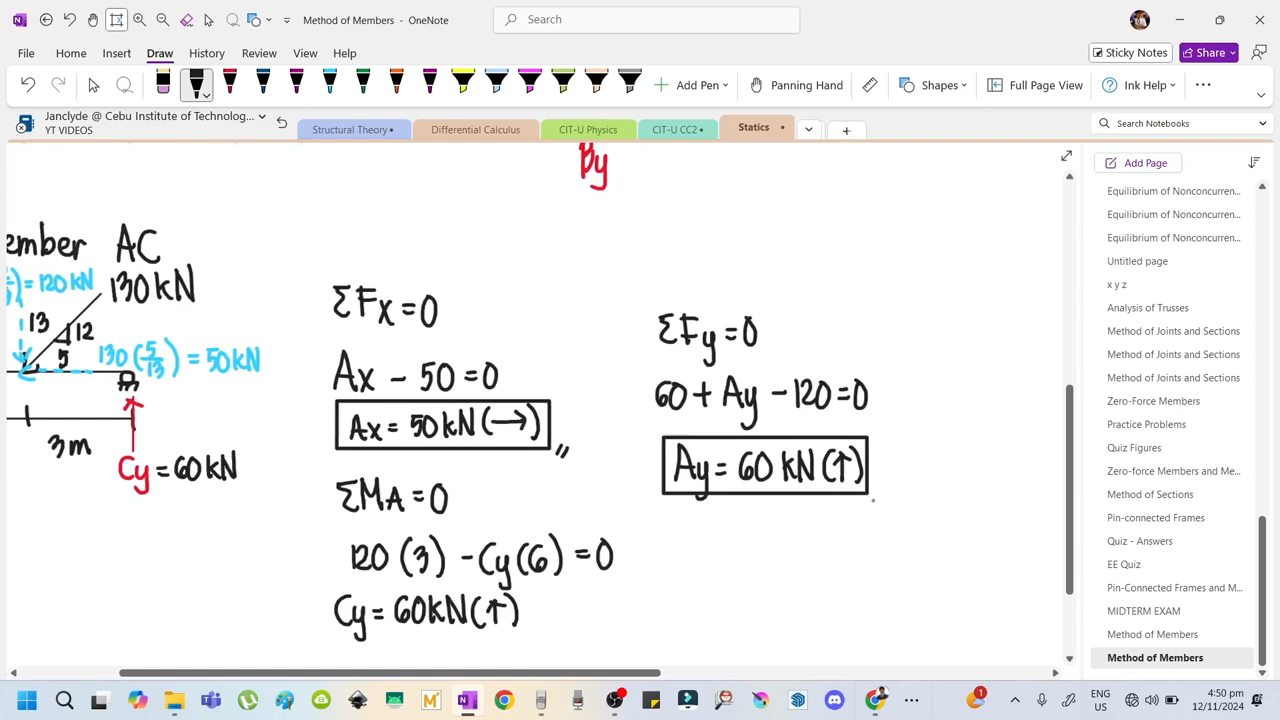 Method of Members - OneNote
Search
File Home Insert Draw History Review View Help
Sticky Notes
Share
Add Pen
Panning Hand
Shapes
Full Page View
Ink Help
Janclyde @ Cebu Institute of Technolog...
YT VIDEOS
Structural Theory
Differential Calculus
CIT-U Physics
CIT-U CC2
Statics
Search Notebooks
Add Page
Equilibrium of Nonconcurren...
Equilibrium of Nonconcurren...
Equilibrium of Nonconcurren...
Untitled page
x y z
Analysis of Trusses
Method of Joints and Sections
Method of Joints and Sections
Method of Joints and Sections
Zero-force Members
Practice Problems
Quiz Figures
Zero-force Members and Me...
Method of Sections
Pin-connected Frames
Quiz - Answers
EE Quiz
Pin-Connected Frames and M...
MIDTERM EXAM
Method of Members
Method of Members
By
ember AC
) = 120 KN
130 kN
13
12
5
130 (5/13) = 50 KN
3m
Cy = 60 KN
ΣFx = 0
Ax - 50 = 0
Ax = 50 KN (→)
ΣMA = 0
120 (3) - Cy (6) = 0
Cy = 60 KN (↑)
ΣFy = 0
60 + Ay - 120 = 0
Ay = 60 KN (↑)
ENG
US
4:50 pm
12/11/2024
1